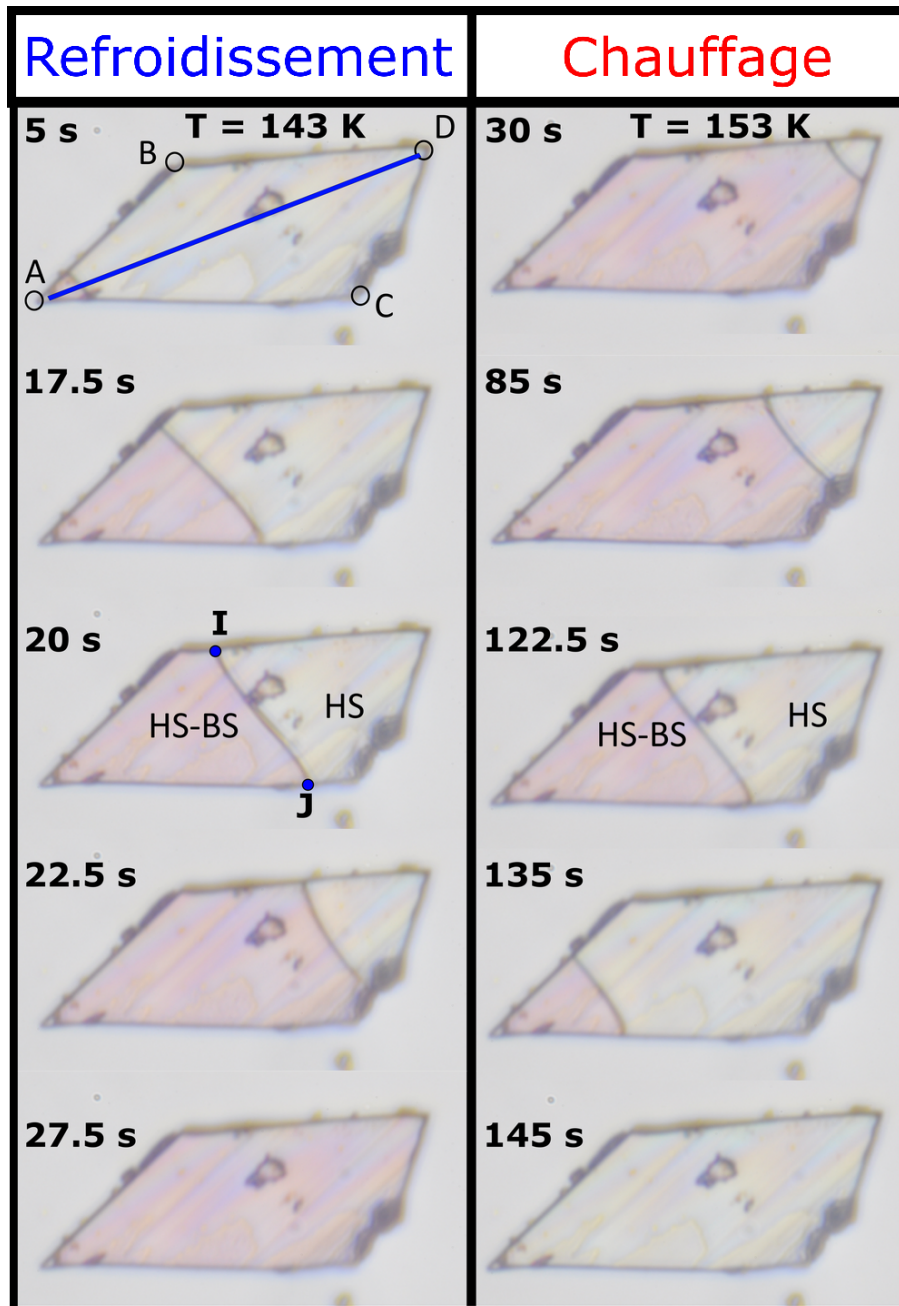 Refroidissement
Chauffage
5 s
T = 143 K
D
B
A
C
30 s
T = 153 K
17.5 s
85 s
20 s
I
HS-BS
HS
J
122.5 s
HS-BS
HS
22.5 s
135 s
27.5 s
145 s